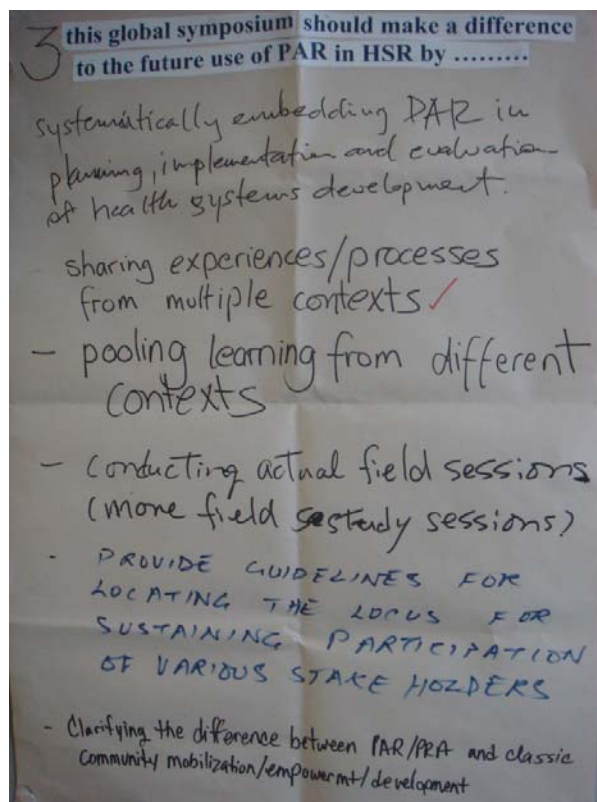 3 this global symposium should make a difference
to the future use of PAR in HSR by .........
systematically embedding PAR in
planning, implementation and evaluation
of health systems development.
sharing experiences/processes
from multiple contexts ✓
- pooling learning from different
contexts
- conducting actual field sessions
(more field study sessions)
- PROVIDE GUIDELINES FOR
LOCATING THE LOCUS FOR
SUSTAINING PARTICIPATION
OF VARIOUS STAKE HOLDERS
- Clarifying the difference between PAR/PRA and classic
Community mobilization/empowermt/development